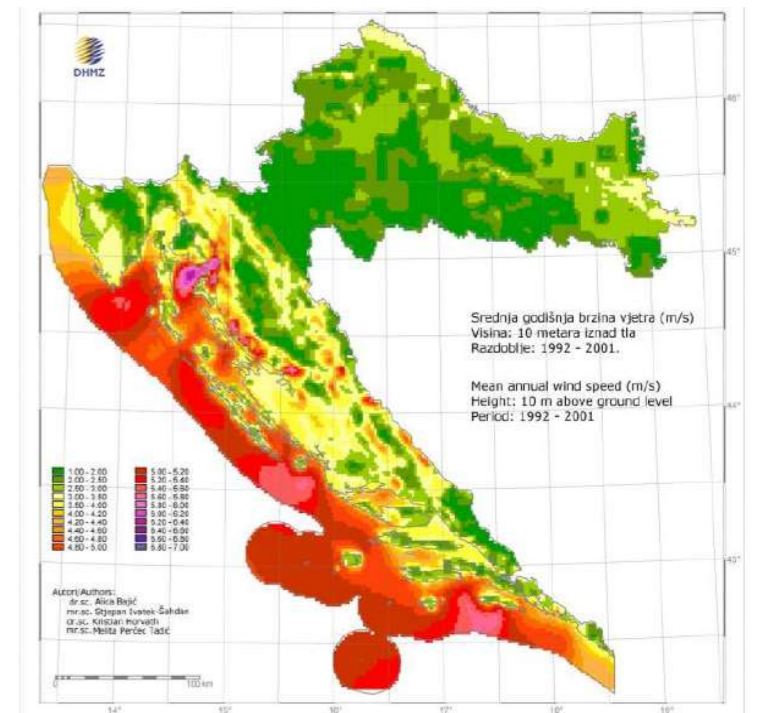 DHMZ
46°
45°
Srednja godišnja brzina vjetra (m/s)
Visina: 10 metara iznad tla
Razdoblje: 1992 - 2001.
Mean annual wind speed (m/s)
Height: 10 m above ground level
Period: 1992 - 2001
44°
1.00 - 2.00
2.00 - 2.50
2.50 - 3.00
3.00 - 3.50
3.50 - 4.00
4.00 - 4.20
4.20 - 4.40
4.40 - 4.60
4.60 - 4.80
4.80 - 5.00
5.00 - 5.20
5.20 - 5.40
5.40 - 5.60
5.60 - 5.80
5.80 - 6.00
6.00 - 6.20
6.20 - 6.40
6.40 - 6.60
6.60 - 6.80
6.80 - 7.00
43°
Autori/Authors:
dr.sc. Alica Bajić
mr.sc. Stjepan Ivatek-Šahdan
dr.sc. Kristian Horvath
mr.sc. Melita Perčec Tadić
0 100 km
14° 15° 16° 17° 18° 19°